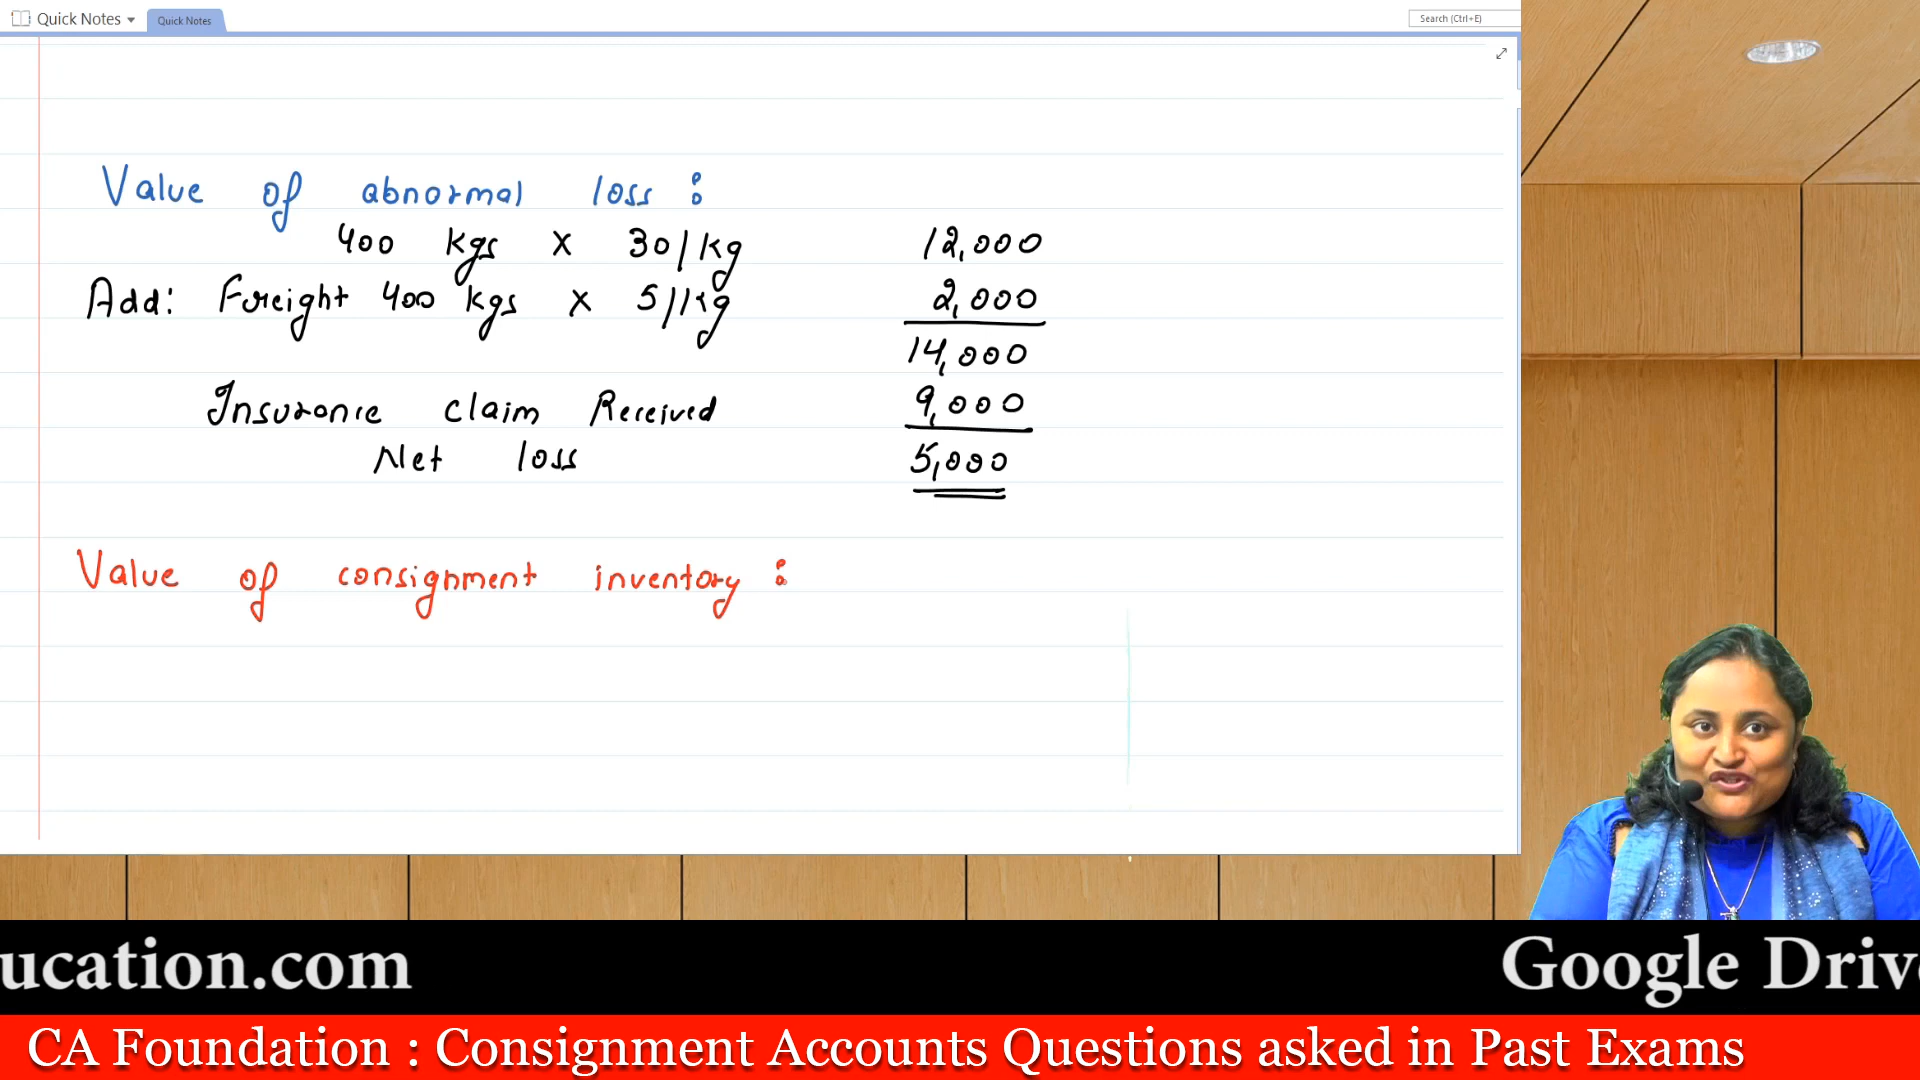 Quick Notes
Quick Notes
Search (Ctrl+E)
Value of abnormal loss :
400 kgs x 30/kg 12,000
Add: Freight 400 kgs x 5/kg 2,000
14,000
Insurance claim Received 9,000
Net loss 5,000
Value of consignment inventory :
ucation.com Google Driv
CA Foundation : Consignment Accounts Questions asked in Past Exams